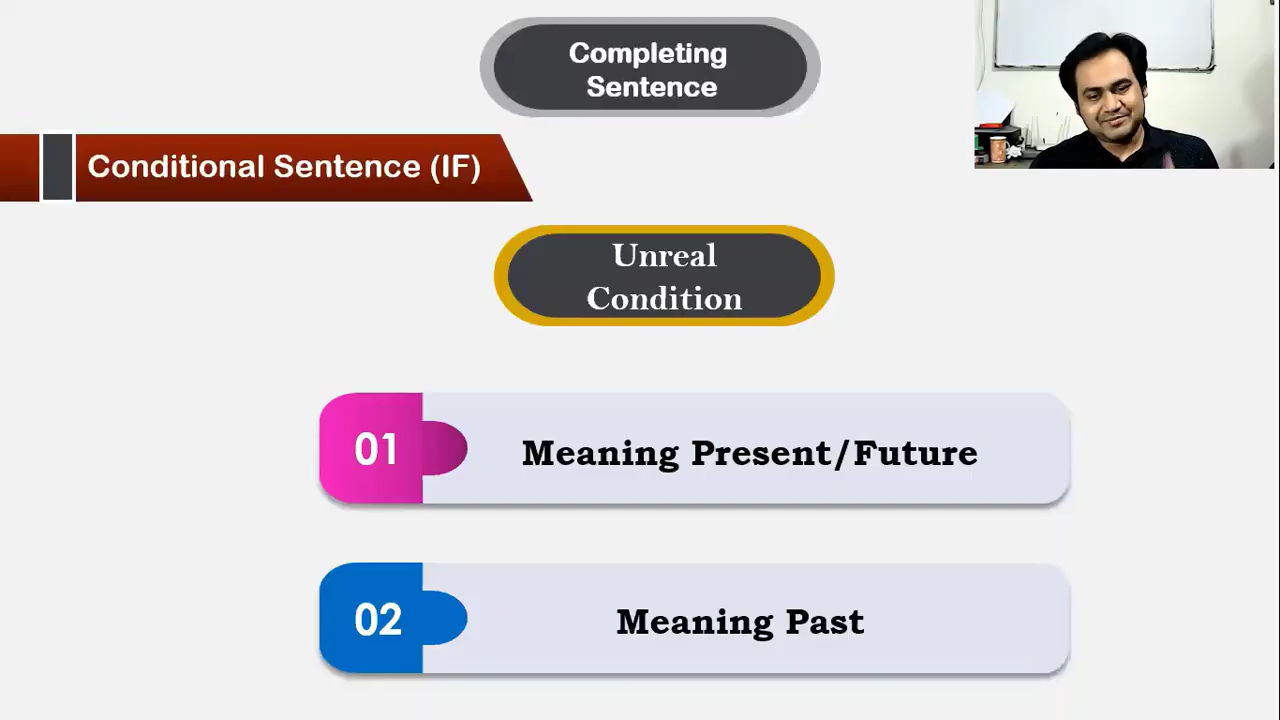 Completing
Sentence
Conditional Sentence (IF)
Unreal
Condition
01
Meaning Present/Future
02
Meaning Past